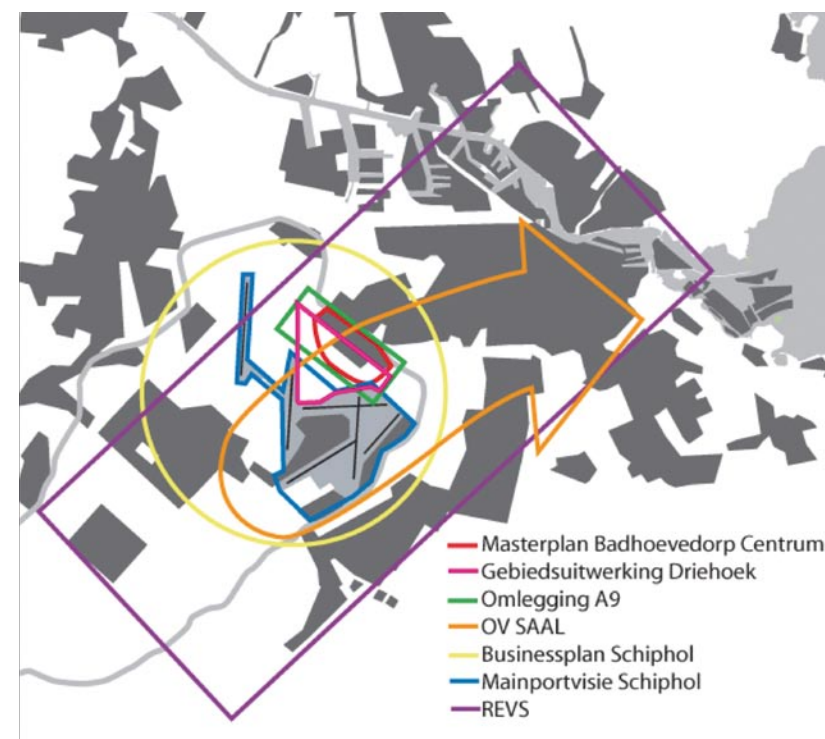 Masterplan Badhoevedorp Centrum
Gebiedsuitwerking Driehoek
Omlegging A9
OV SAAL
Businessplan Schiphol
Mainportvisie Schiphol
REVS